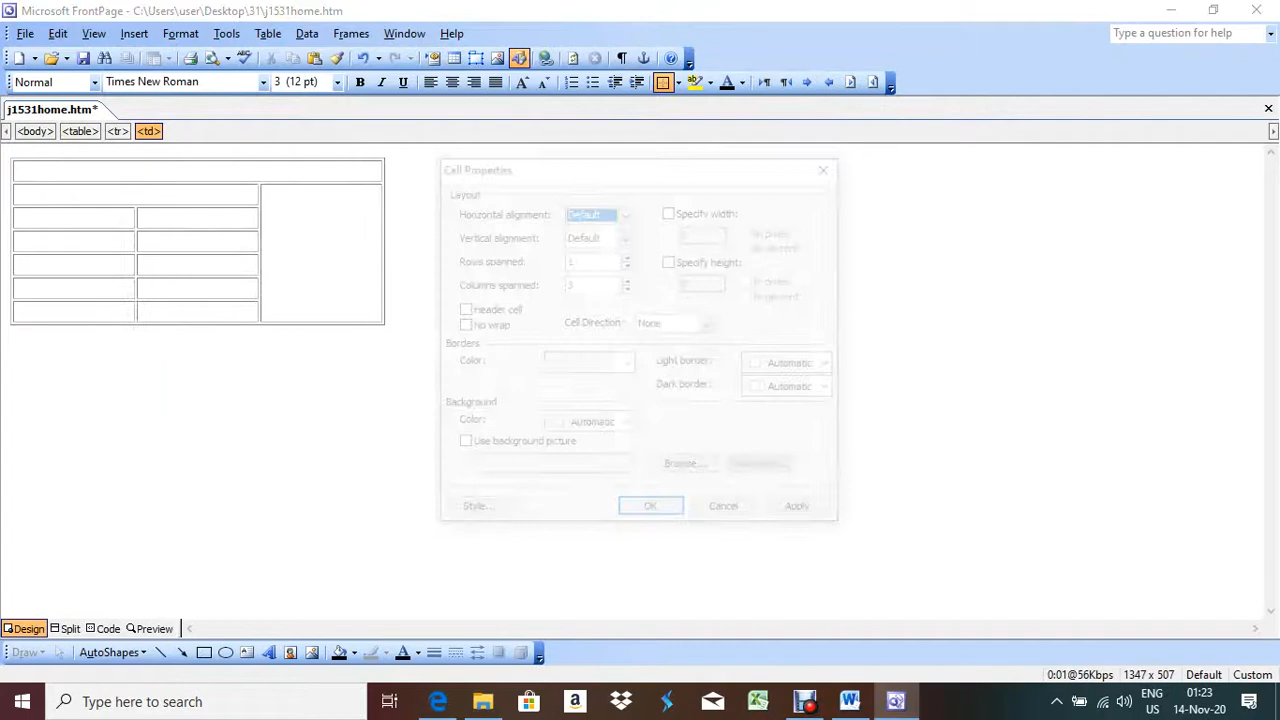 Microsoft FrontPage - C:\Users\user\Desktop\31\j1531home.htm
File Edit View Insert Format Tools Table Data Frames Window Help
Type a question for help
Normal Times New Roman 3 (12 pt) B I U
j1531home.htm*
<body> <table> <tr> <td>
Cell Properties
Layout
Horizontal alignment: Default Specify width:
Vertical alignment: Default
Rows spanned: 1 Specify height:
Columns spanned: 3
Header cell
No wrap Cell Direction: None
Borders
Color: Light border: Automatic
Dark border: Automatic
Background
Color: Automatic
Use background picture
Browse...
Style... OK Cancel Apply
Design Split Code Preview
Draw AutoShapes
0:01@56Kbps 1347 x 507 Default Custom
Type here to search
ENG 01:23
US 14-Nov-20